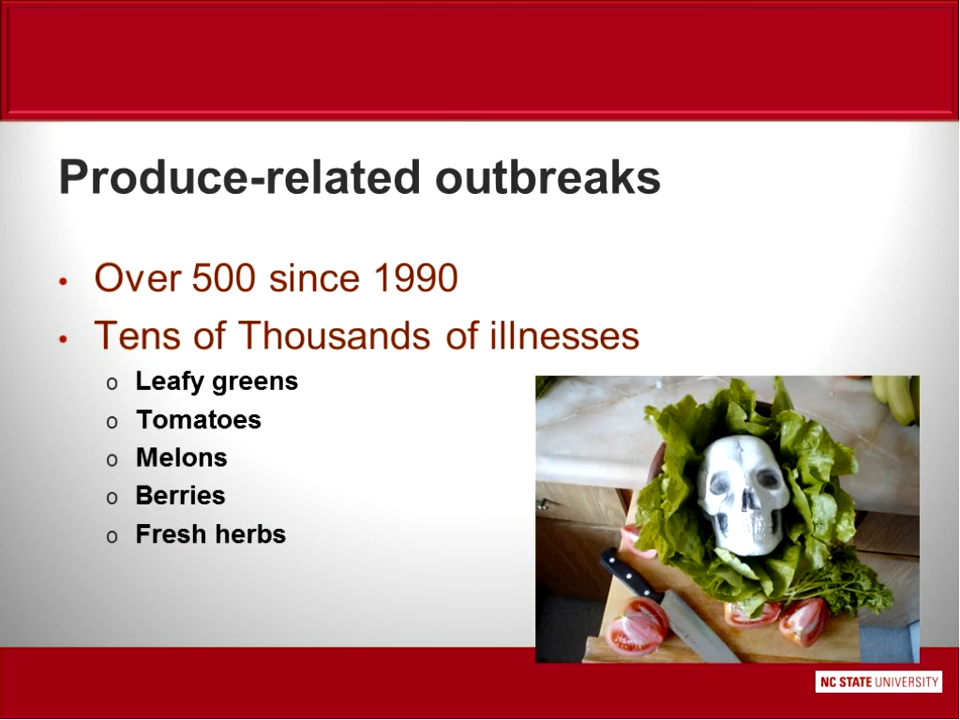 Produce-related outbreaks
• Over 500 since 1990
• Tens of Thousands of illnesses
o Leafy greens
o Tomatoes
o Melons
o Berries
o Fresh herbs
NC STATE UNIVERSITY